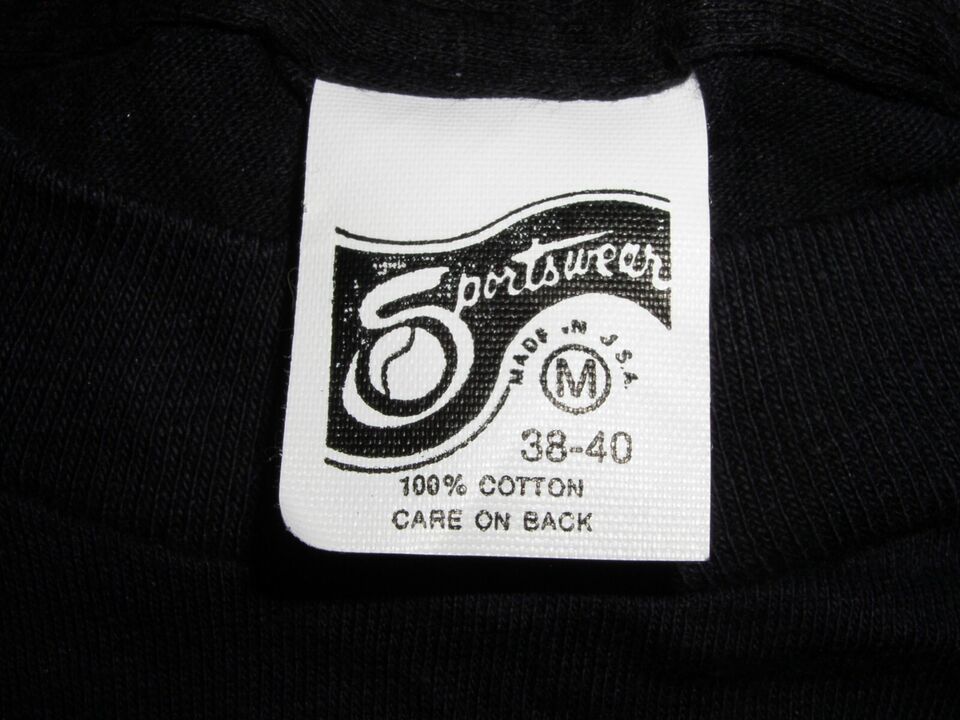 Sportswear
MADE IN U.S.A.
M
38-40
100% COTTON
CARE ON BACK